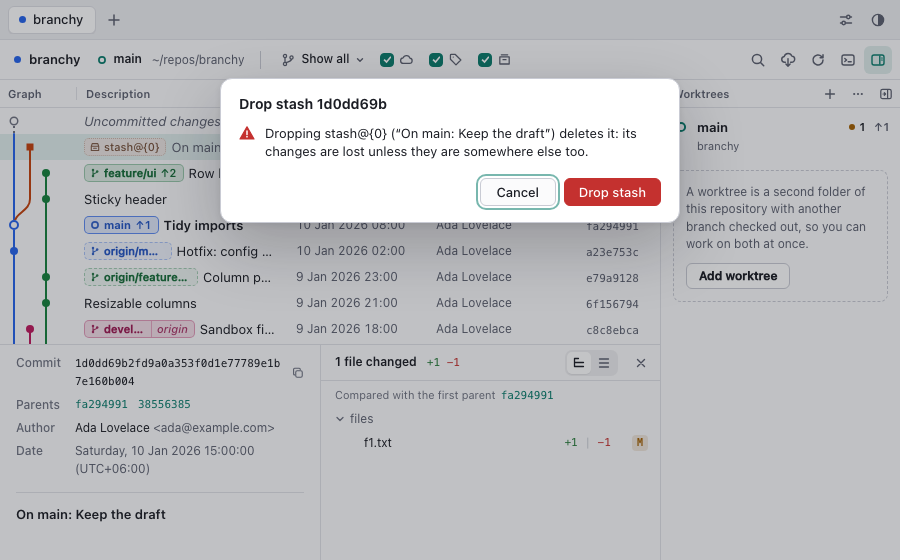 branchy
branchy main ~/repos/branchy Show all
Graph Description Worktrees
Uncommitted changes
stash@{0} On main
feature/ui ↑2 Row
Sticky header
main ↑1 Tidy imports 10 Jan 2026 08:00 Ada Lovelace fa294991
origin/m... Hotfix: config ... 10 Jan 2026 02:00 Ada Lovelace a23e753c
origin/feature... Column p... 9 Jan 2026 23:00 Ada Lovelace e79a9128
Resizable columns 9 Jan 2026 21:00 Ada Lovelace 6f156794
devel... origin Sandbox fi... 9 Jan 2026 18:00 Ada Lovelace c8c8ebca
Drop stash 1d0dd69b
Dropping stash@{0} (“On main: Keep the draft”) deletes it: its
changes are lost unless they are somewhere else too.
Cancel Drop stash
main 1 ↑1
branchy
A worktree is a second folder of
this repository with another
branch checked out, so you can
work on both at once.
Add worktree
Commit 1d0dd69b2fd9a0a353f0d1e77789e1b
7e160b004
Parents fa294991 38556385
Author Ada Lovelace <ada@example.com>
Date Saturday, 10 Jan 2026 15:00:00
(UTC+06:00)
On main: Keep the draft
1 file changed +1 −1
Compared with the first parent fa294991
files
f1.txt +1 −1 M